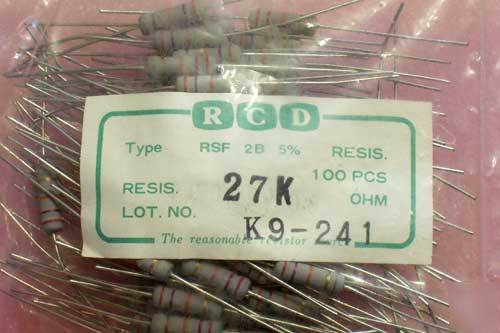 RCD
Type RSF 2B 5% RESIS.
100 PCS
RESIS. 27K OHM
LOT. NO. K9-241
The reasonable resistor